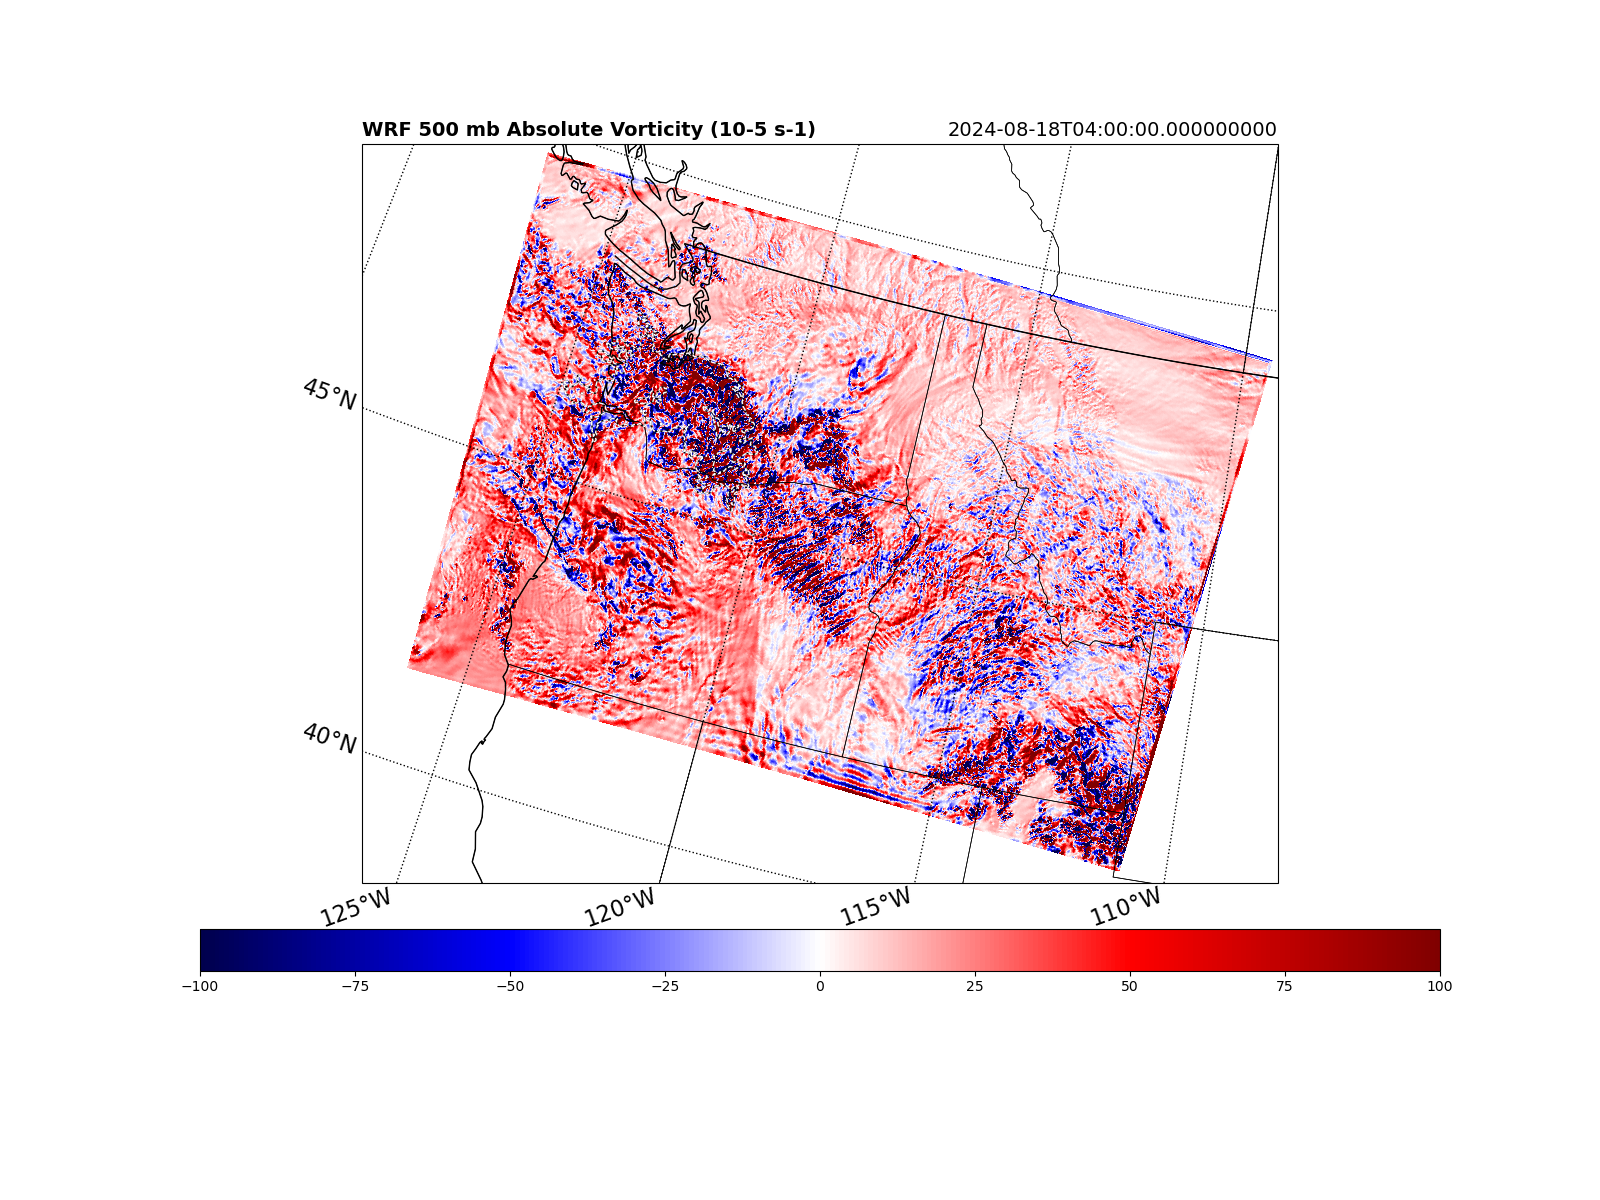 WRF 500 mb Absolute Vorticity (10-5 s-1) 2024-08-18T04:00:00.000000000
45°N
40°N
125°W 120°W 115°W 110°W
−100 −75 −50 −25 0 25 50 75 100